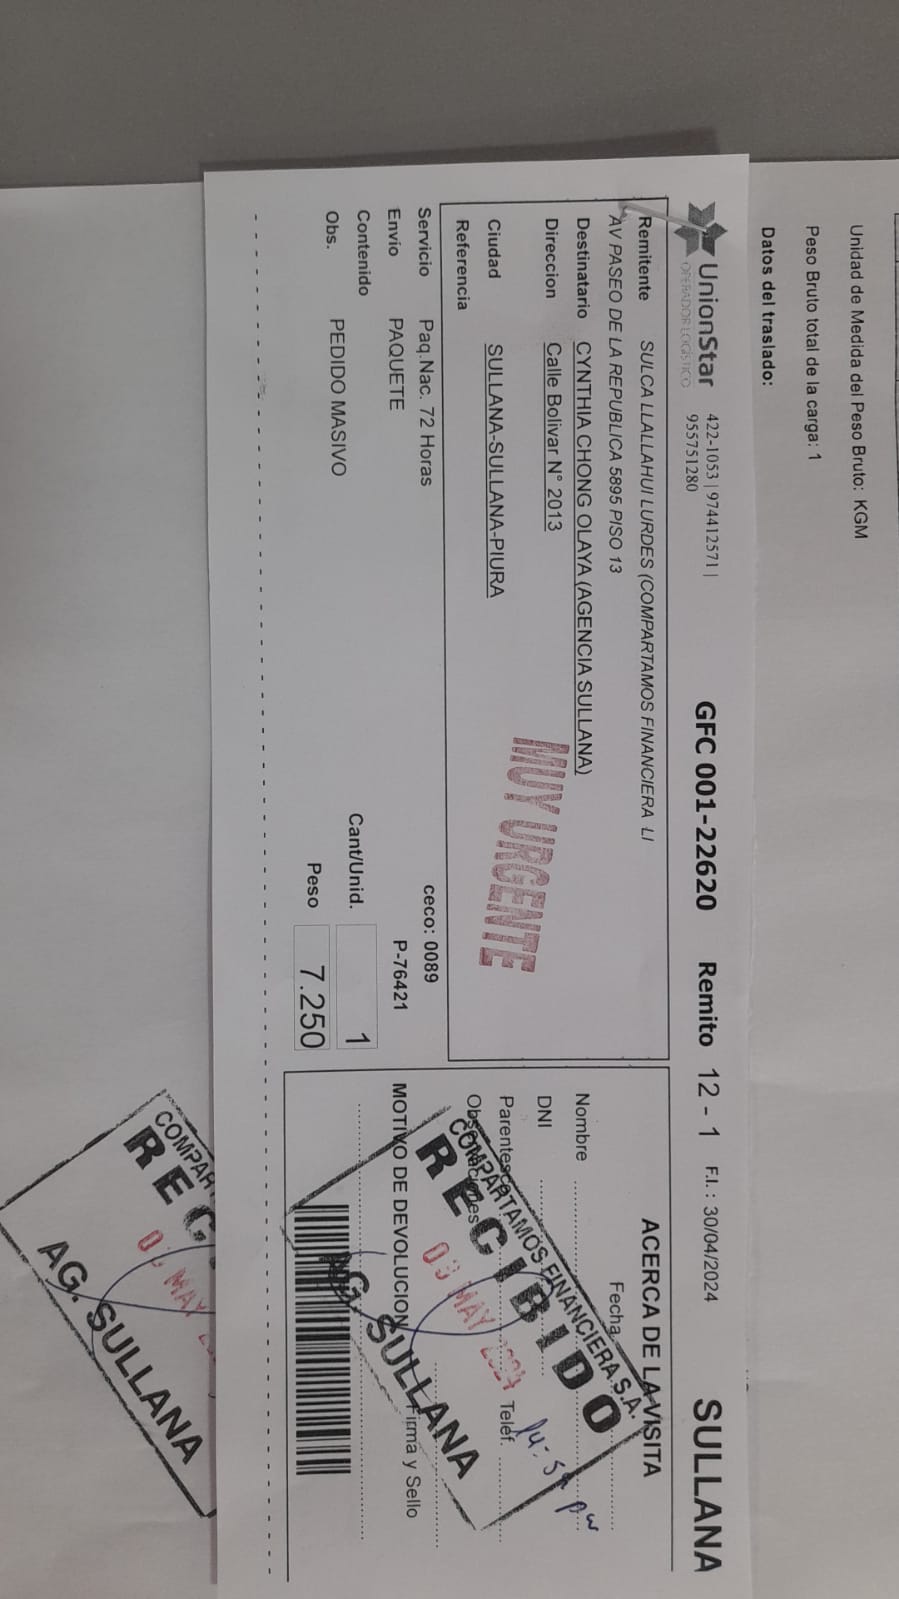 Unidad de Medida del Peso Bruto: KGM
Peso Bruto total de la carga: 1
Datos del traslado:
UnionStar
OPERADOR LOGISTICO
422-1053 | 974412571 |
955751280
GFC 001-22620 Remito 12 - 1 F.I. : 30/04/2024 SULLANA
Remitente SULCA LLALLAHUI LURDES (COMPARTAMOS FINANCIERA LI
AV PASEO DE LA REPUBLICA 5895 PISO 13
Destinatario CYNTHIA CHONG OLAYA (AGENCIA SULLANA)
Direccion Calle Bolivar N° 2013
Ciudad SULLANA-SULLANA-PIURA
Referencia
MUY URGENTE
Servicio Paq.Nac. 72 Horas ceco: 0089
Envio PAQUETE P-76421
Contenido Cant/Unid. 1
Obs. PEDIDO MASIVO Peso 7.250
ACERCA DE LA VISITA
Fecha
Nombre
DNI
Parentesco Teléf.
Observaciones
MOTIVO DE DEVOLUCION Firma y Sello
COMPARTAMOS FINANCIERA S.A.
RECIBIDO
MAY
AG. SULLANA
COMPAR
REC
MAY
AG. SULLANA